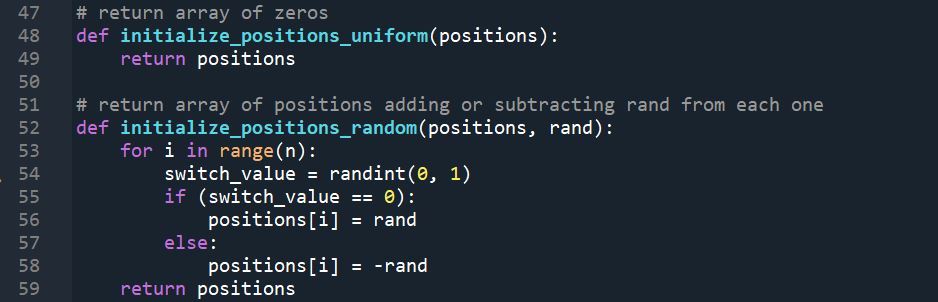 47 # return array of zeros
48 def initialize_positions_uniform(positions):
49     return positions
50
51 # return array of positions adding or subtracting rand from each one
52 def initialize_positions_random(positions, rand):
53     for i in range(n):
54         switch_value = randint(0, 1)
55         if (switch_value == 0):
56             positions[i] = rand
57         else:
58             positions[i] = -rand
59     return positions